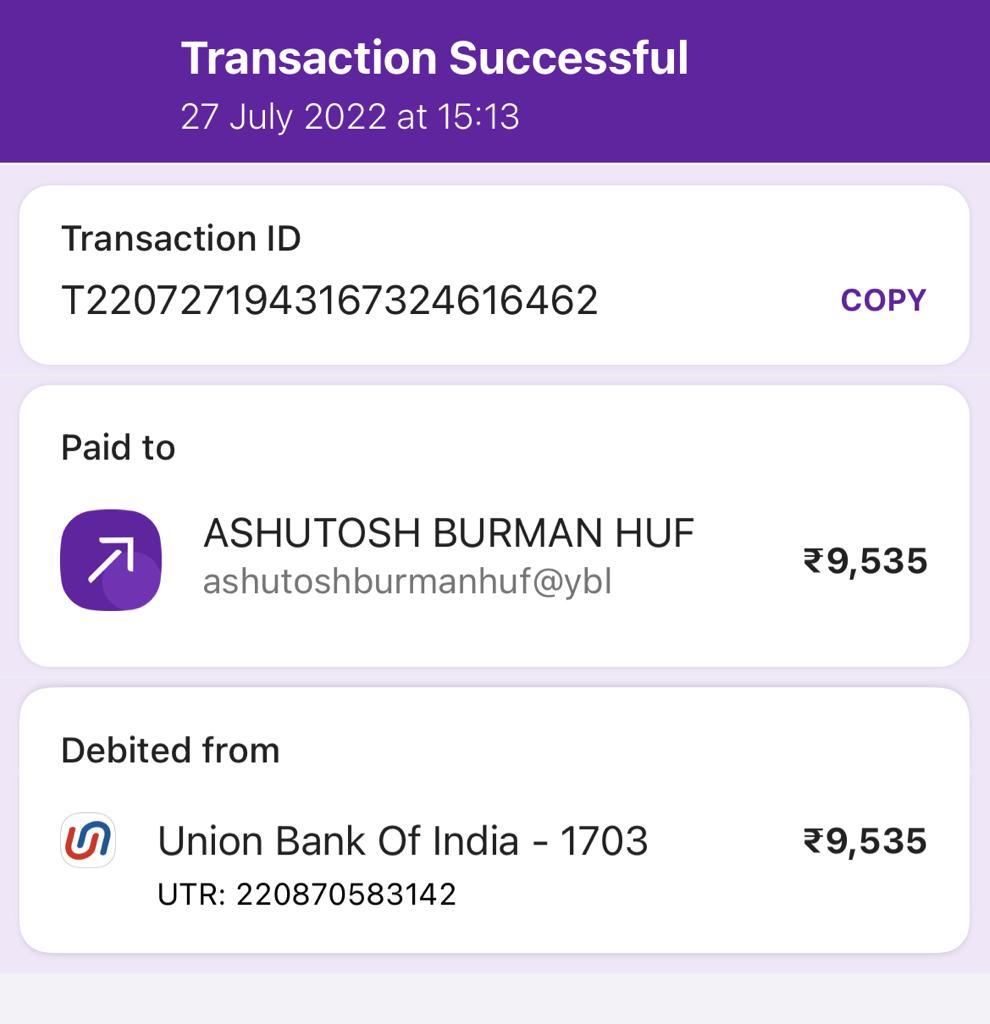 Transaction Successful
27 July 2022 at 15:13
Transaction ID
T2207271943167324616462
COPY
Paid to
ASHUTOSH BURMAN HUF
ashutoshburmanhuf@ybl
₹9,535
Debited from
Union Bank Of India - 1703
₹9,535
UTR: 220870583142